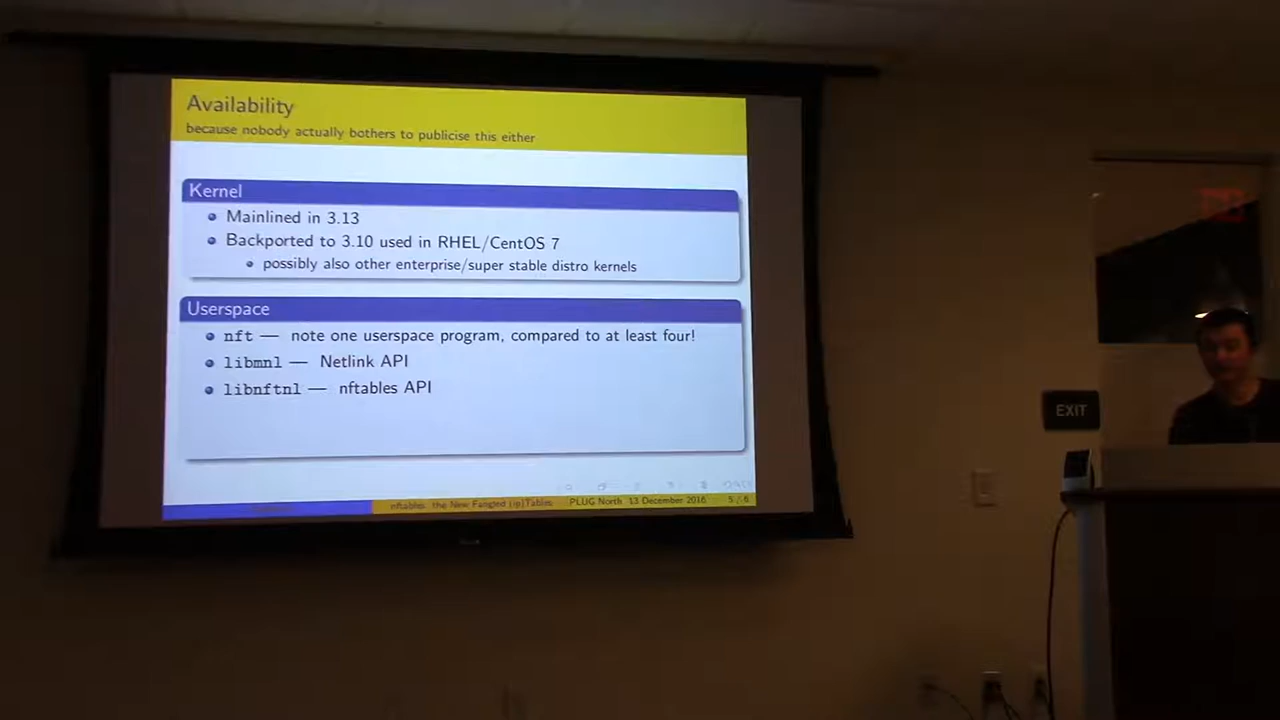 Availability
because nobody actually bothers to publicise this either
Kernel
Mainlined in 3.13
Backported to 3.10 used in RHEL/CentOS 7
possibly also other enterprise/super stable distro kernels
Userspace
nft — note one userspace program, compared to at least four!
libmnl — Netlink API
libnftnl — nftables API
nftables: the New Fangled (ip)Tables
PLUG North 13 December 2016
5 / 6
EXIT